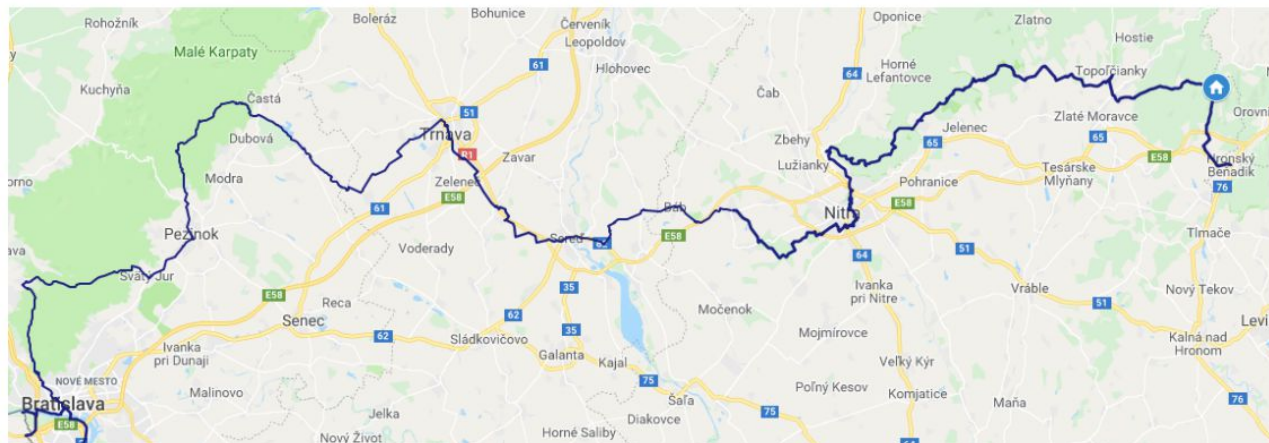 Rohožník
Boleráz
Bohunice
Červeník
Leopoldov
Oponice
Zlatno
Hostie
Malé Karpaty
61
Hlohovec
64
Horné
Lefantovce
Topoľčianky
Kuchyňa
Častá
51
Čab
Orovni
Dubová
Trnava
Zbehy
Jelenec
Zlaté Moravce
R1
Zavar
Lužianky
65
65
E58
Modra
Zeleneč
Pohranice
Tesárske
Mlyňany
Hronský
Beňadik
61
E58
E58
76
Báb
Nitra
Pezinok
Voderady
Sereď
E58
64
51
Tlmače
Svätý Jur
E58
35
Ivanka
pri Nitre
Vráble
Nový Tekov
Reca
Močenok
51
Senec
62
62
Mojmírovce
Levi
Ivanka
pri Dunaji
Sládkovičovo
35
Kalná nad
Hronom
Galanta
Kajal
Veľký Kýr
NOVÉ MESTO
Malinovo
75
Poľný Kesov
Komjatice
76
Bratislava
Jelka
Šaľa
75
Maňa
E58
Diakovce
Nový Život
Horné Saliby
64